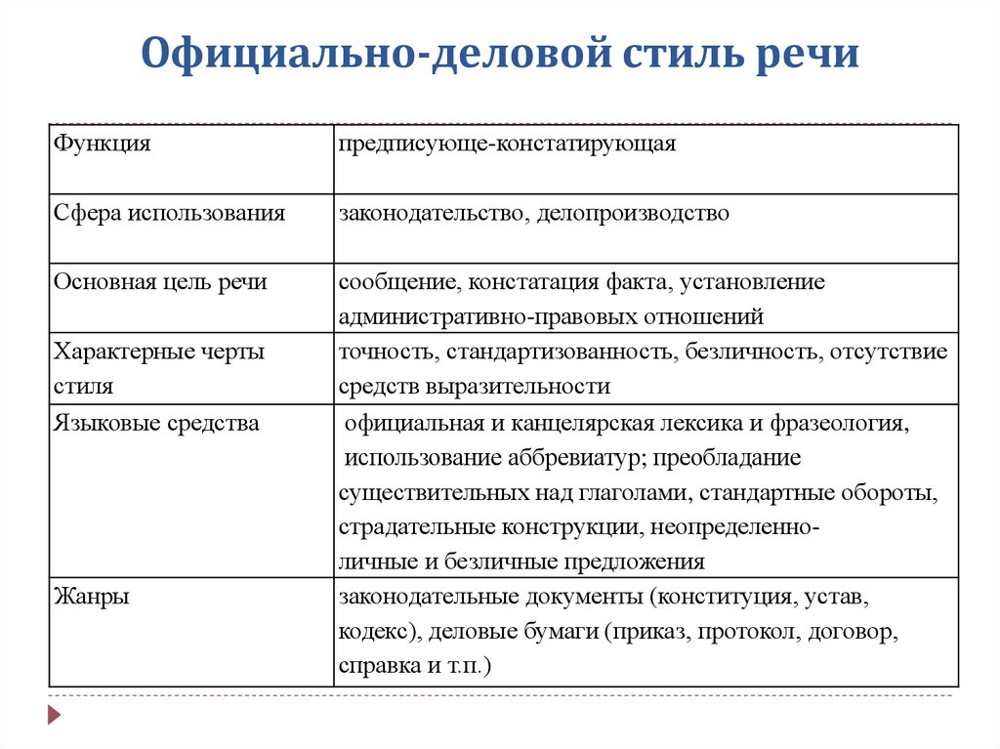 Официально-деловой стиль речи
Функция
предписующе-констатирующая
Сфера использования
законодательство, делопроизводство
Основная цель речи
сообщение, констатация факта, установление
административно-правовых отношений
Характерные черты
стиля
точность, стандартизованность, безличность, отсутствие
средств выразительности
Языковые средства
официальная и канцелярская лексика и фразеология,
использование аббревиатур; преобладание
существительных над глаголами, стандартные обороты,
страдательные конструкции, неопределенно-
личные и безличные предложения
Жанры
законодательные документы (конституция, устав,
кодекс), деловые бумаги (приказ, протокол, договор,
справка и т.п.)